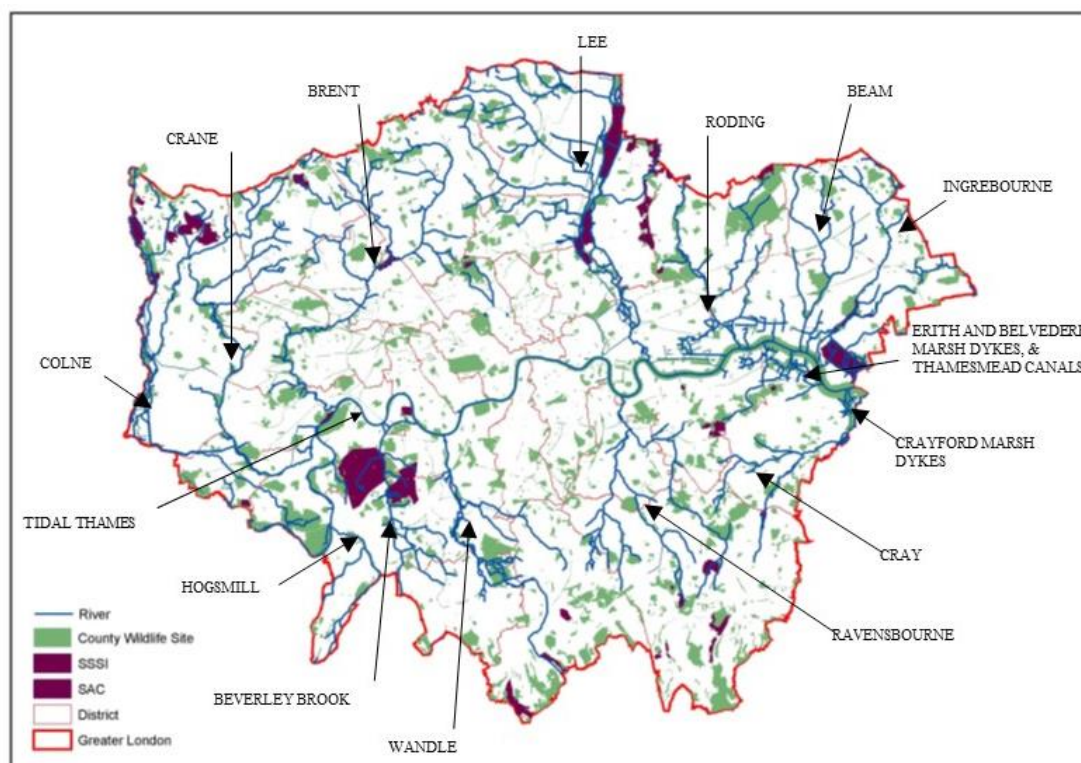 LEE
BRENT
BEAM
RODING
CRANE
INGREBOURNE
ERITH AND BELVEDERE
MARSH DYKES, &
THAMESMEAD CANALS
COLNE
CRAYFORD MARSH
DYKES
TIDAL THAMES
CRAY
HOGSMILL
RAVENSBOURNE
BEVERLEY BROOK
WANDLE
River
County Wildlife Site
SSSI
SAC
District
Greater London